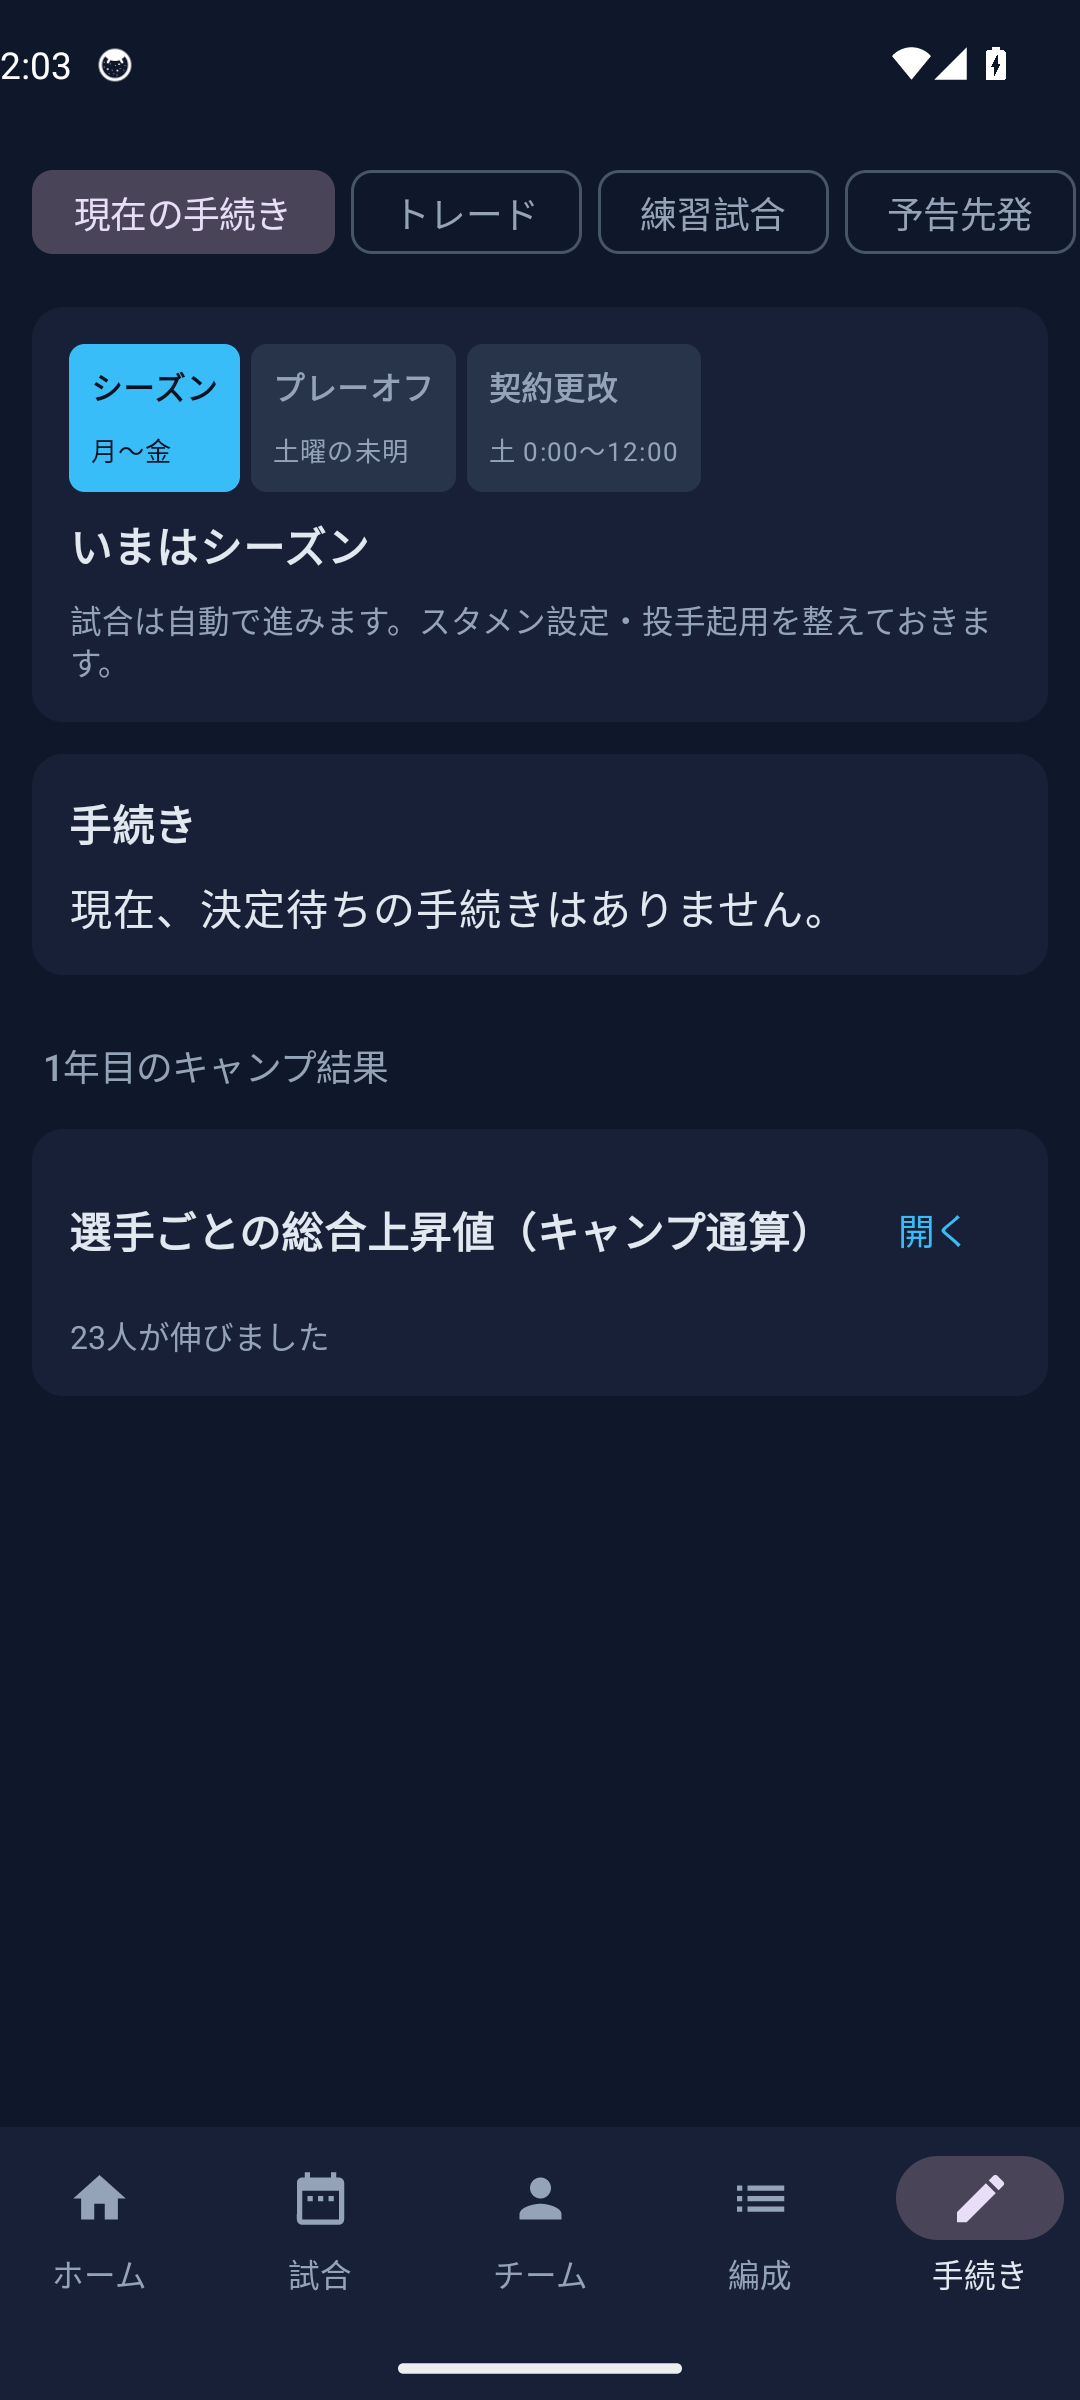 2:03
現在の手続き
トレード
練習試合
予告先発
シーズン
月〜金
プレーオフ
土曜の未明
契約更改
土 0:00〜12:00
いまはシーズン
試合は自動で進みます。スタメン設定・投手起用を整えておきま
す。
手続き
現在、決定待ちの手続きはありません。
1年目のキャンプ結果
選手ごとの総合上昇値（キャンプ通算）
開く
23人が伸びました
ホーム
試合
チーム
編成
手続き